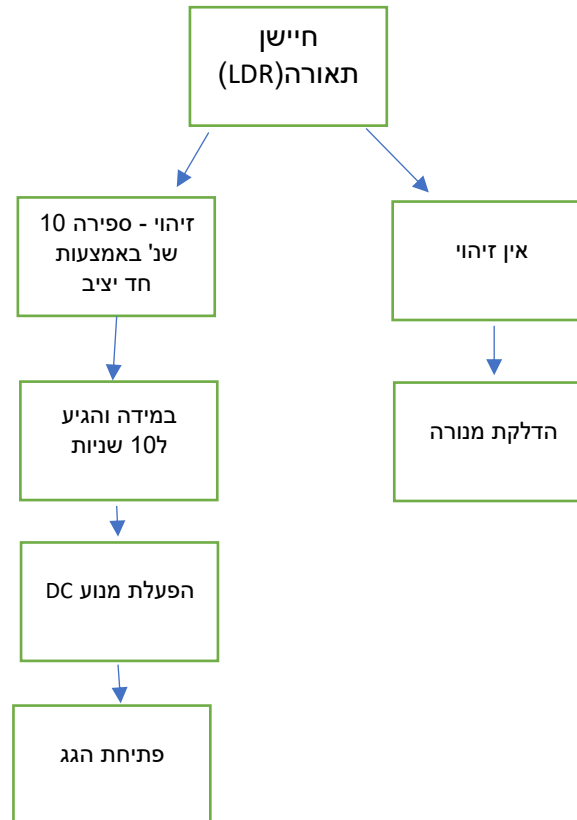 חיישן
תאורה(LDR)
זיהוי - ספירה 10
שנ' באמצעות
חד יציב
אין זיהוי
במידה והגיע
ל10 שניות
הדלקת מנורה
הפעלת מנוע DC
פתיחת הגג